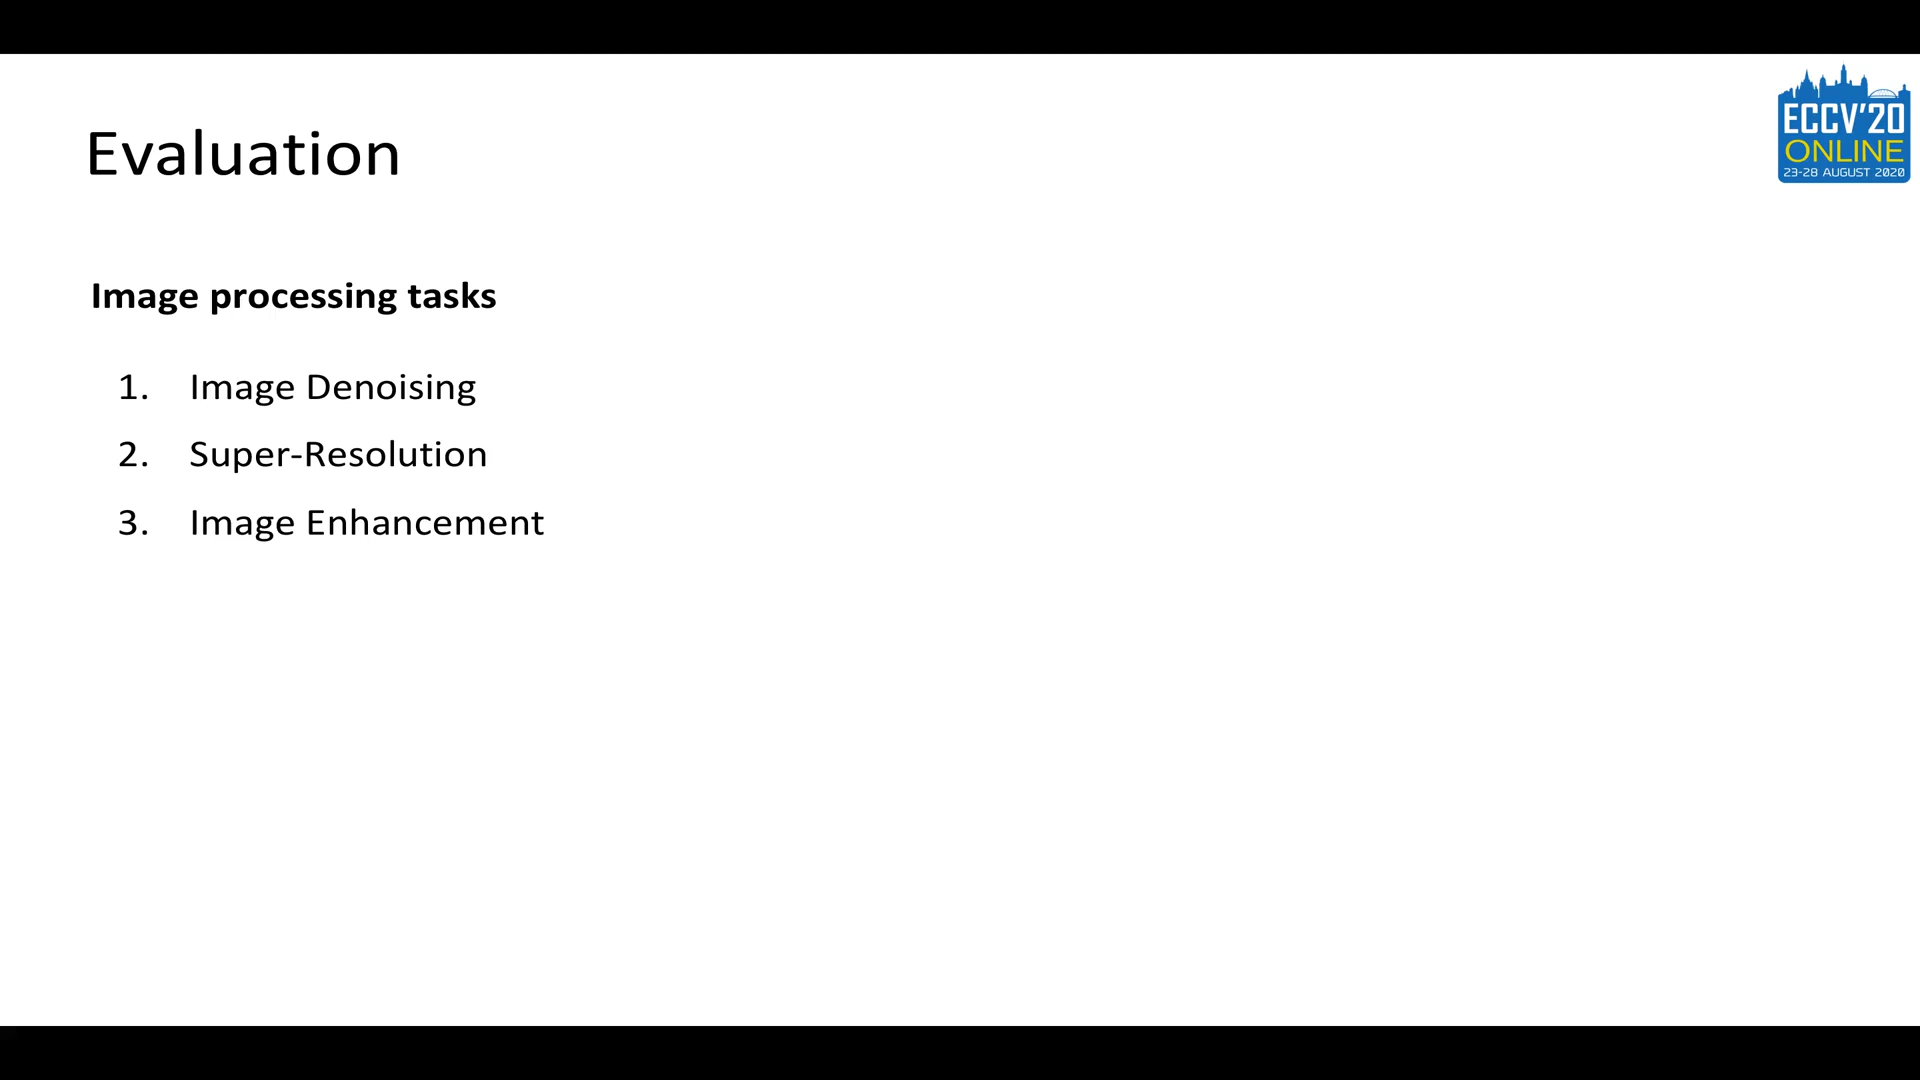 Evaluation
ECCV'20
ONLINE
23-28 AUGUST 2020
Image processing tasks
1. Image Denoising
2. Super-Resolution
3. Image Enhancement